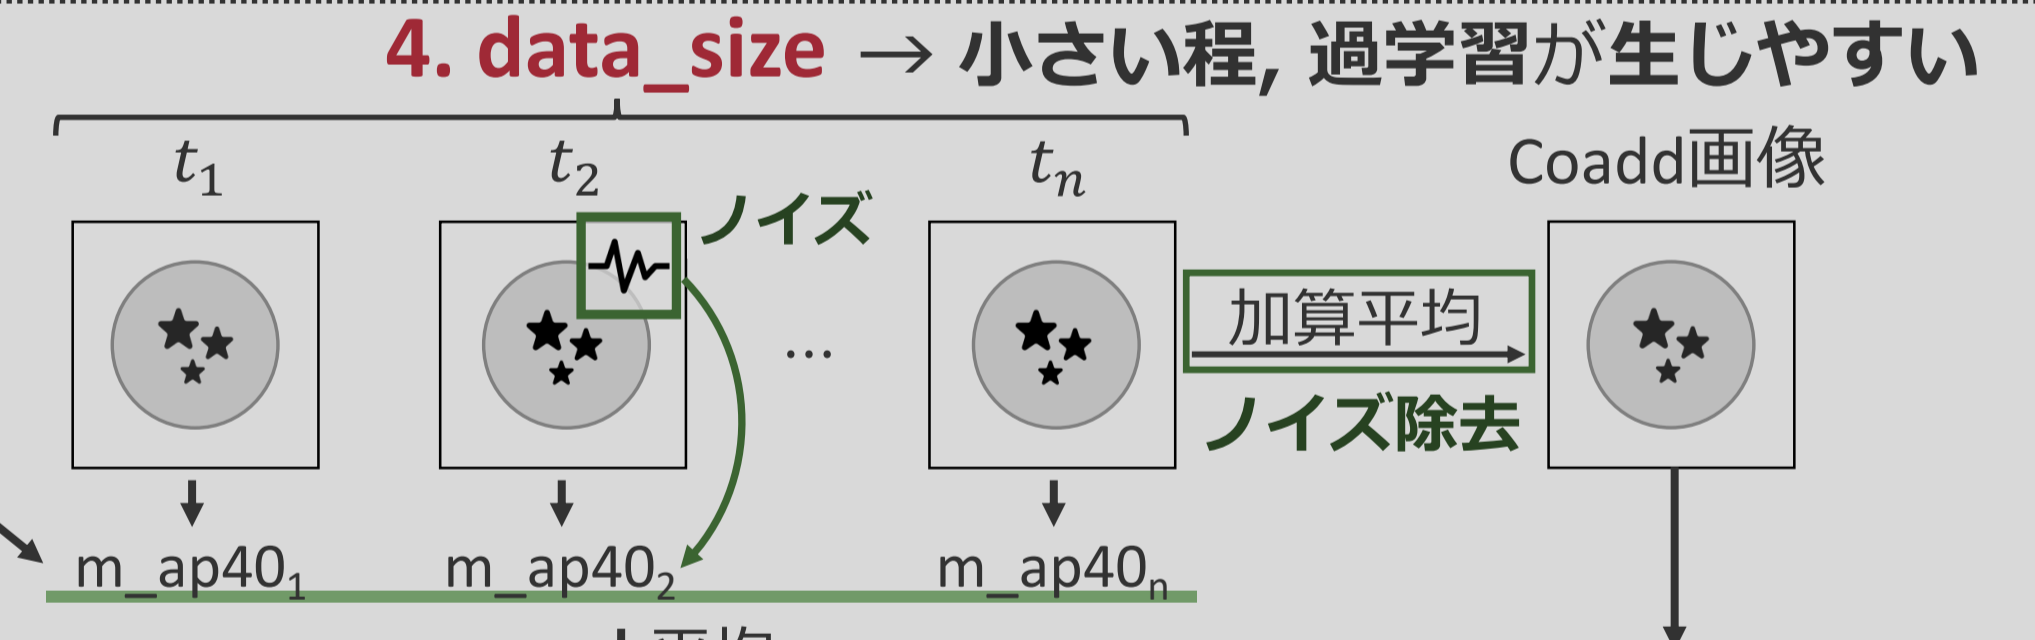 4. data_size → 小さい程, 過学習が生じやすい
t₁ t₂ tₙ Coadd画像
ノイズ
... 加算平均
ノイズ除去
m_ap40₁ m_ap40₂ m_ap40ₙ